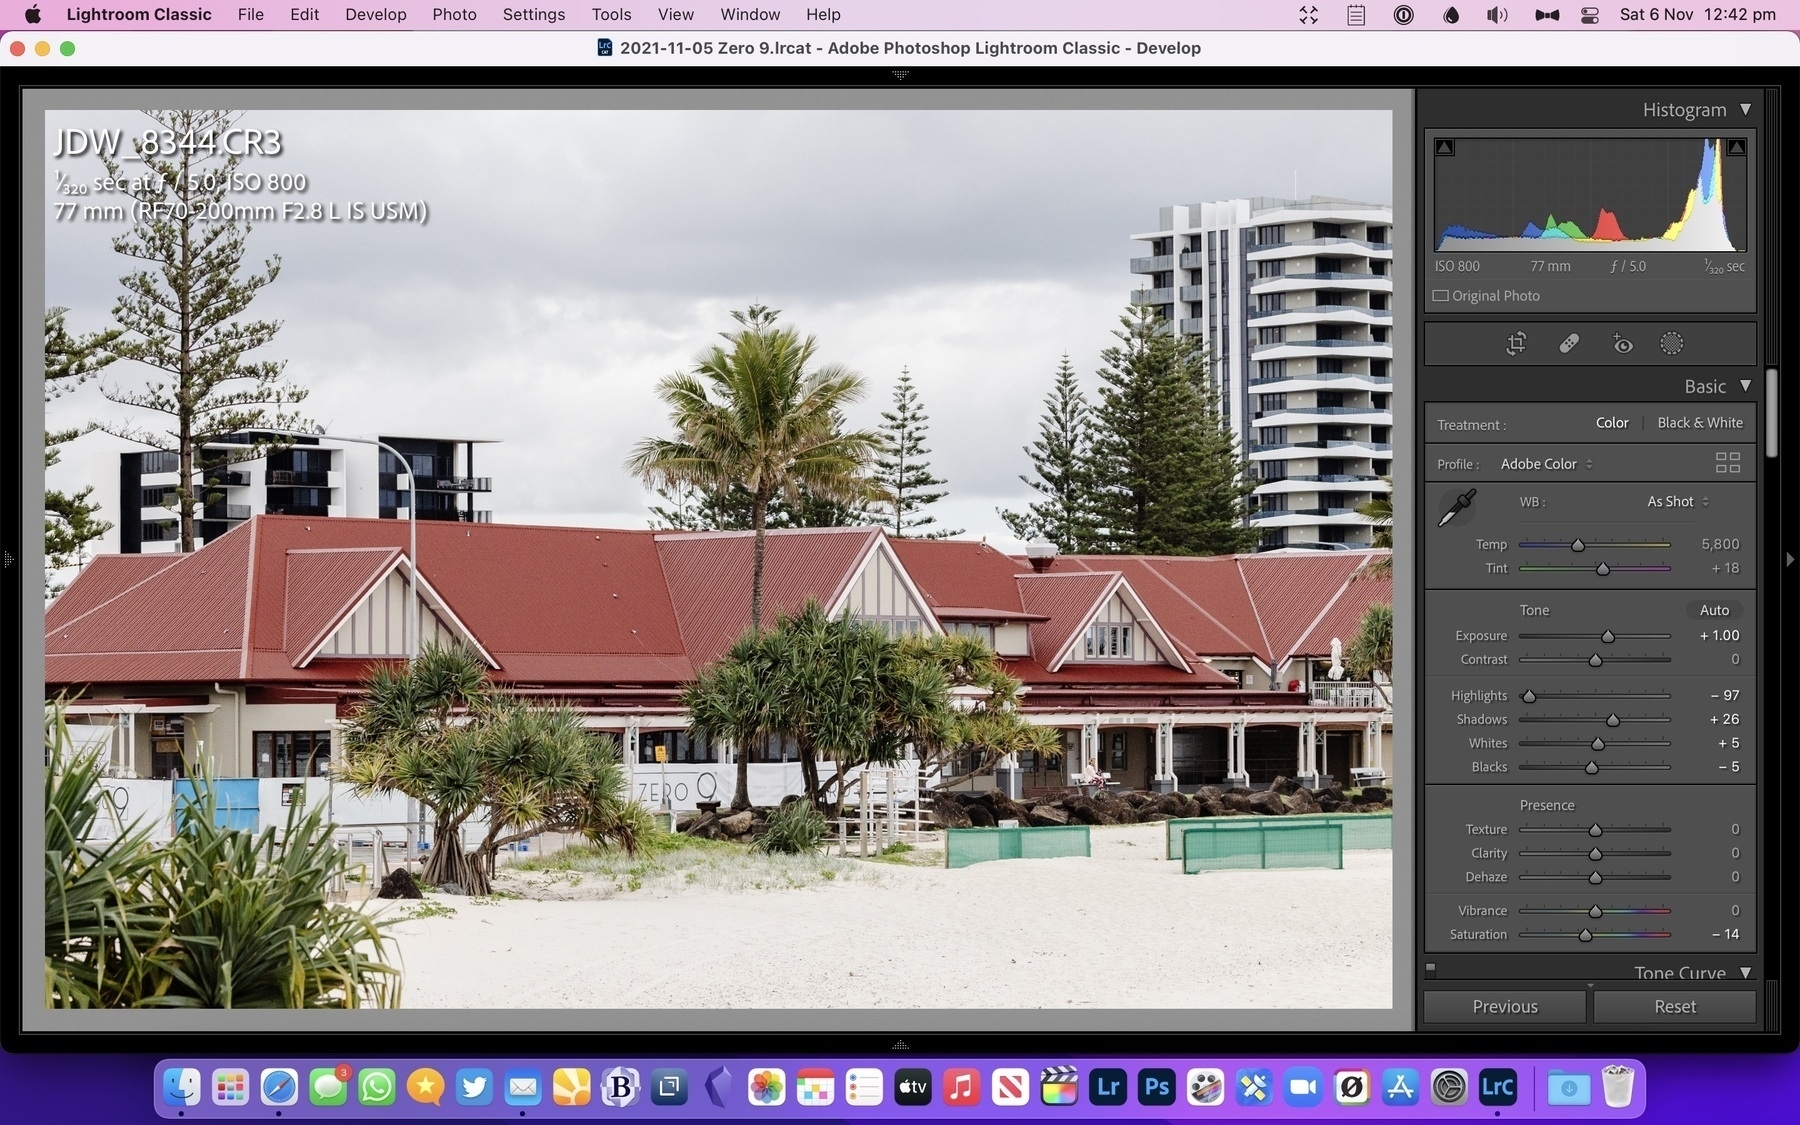 Lightroom Classic File Edit Develop Photo Settings Tools View Window Help Sat 6 Nov 12:42 pm
2021-11-05 Zero 9.lrcat - Adobe Photoshop Lightroom Classic - Develop
JDW_8344.CR3
1/320 sec at ƒ / 5.0, ISO 800
77 mm (RF70-200mm F2.8 L IS USM)
ZERO 9
9
Histogram
ISO 800 77 mm ƒ / 5.0 1/320 sec
Original Photo
Basic
Treatment : Color Black & White
Profile : Adobe Color
WB : As Shot
Temp 5,800
Tint + 18
Tone Auto
Exposure + 1.00
Contrast 0
Highlights – 97
Shadows + 26
Whites + 5
Blacks – 5
Presence
Texture 0
Clarity 0
Dehaze 0
Vibrance 0
Saturation – 14
Tone Curve
Previous Reset
3
B
tv
Lr
Ps
LrC